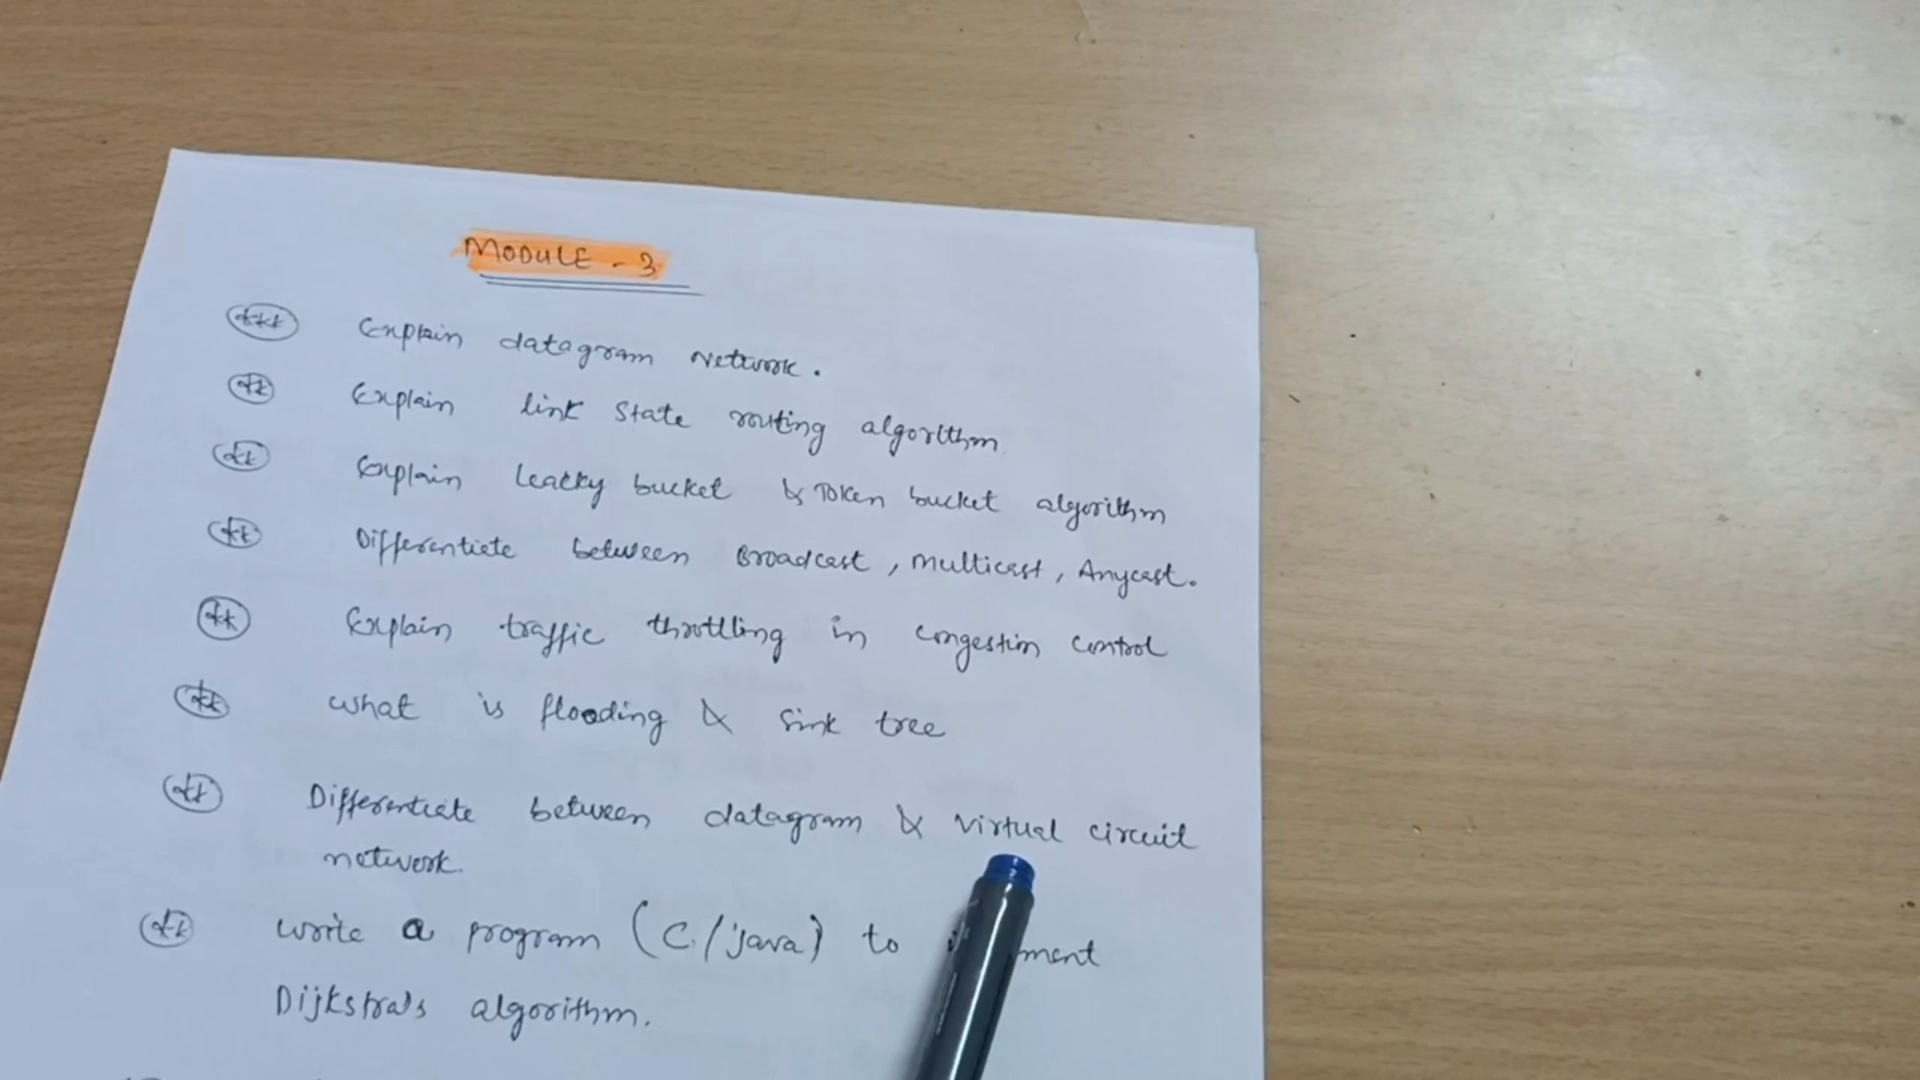 MODULE - 3
*** Explain datagram Network.
** Explain link state routing algorithm
** Explain Leacky bucket & Token bucket algorithm
** Differentiate between Broadcast, Multicast, Anycast.
** Explain traffic throttling in congestion control
** What is flooding & Sink tree
** Differentiate between datagram & virtual circuit
network.
** write a program (C/java) to ment
Dijkstra's algorithm.